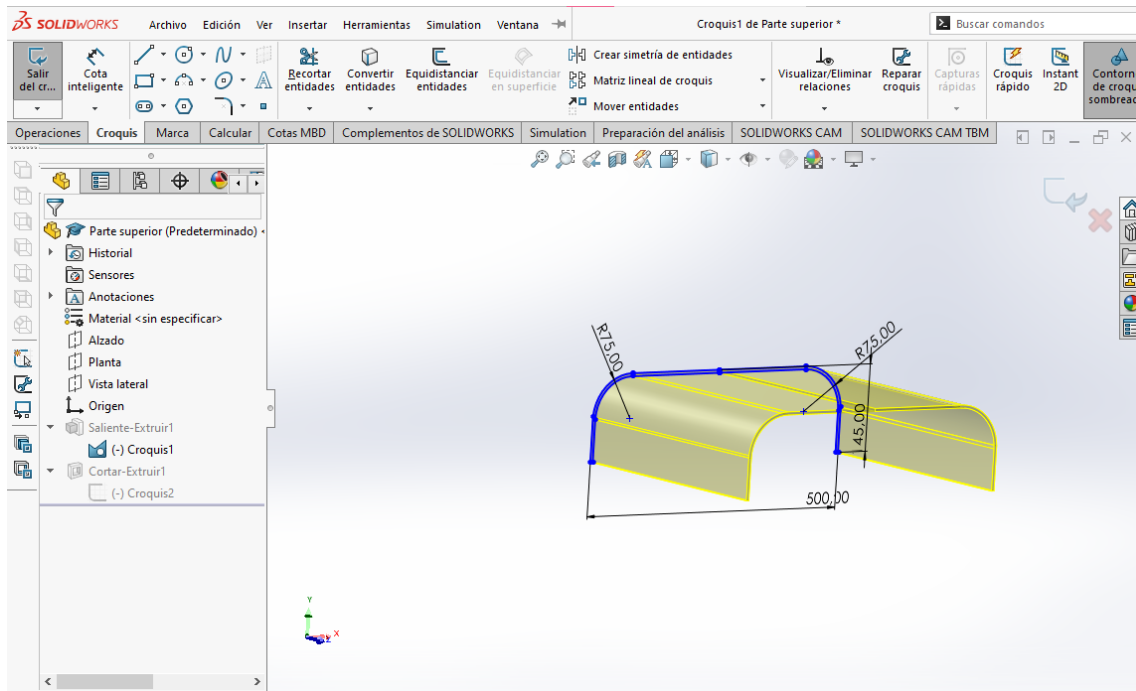 SOLIDWORKS Archivo Edición Ver Insertar Herramientas Simulation Ventana Croquis1 de Parte superior * Buscar comandos
Salir del cr...
Cota inteligente
Recortar entidades
Convertir entidades
Equidistanciar entidades
Equidistanciar en superficie
Crear simetría de entidades
Matriz lineal de croquis
Mover entidades
Visualizar/Eliminar relaciones
Reparar croquis
Capturas rápidas
Croquis rápido
Instant 2D
Contorn de croqu sombread
Operaciones Croquis Marca Calcular Cotas MBD Complementos de SOLIDWORKS Simulation Preparación del análisis SOLIDWORKS CAM SOLIDWORKS CAM TBM
Parte superior (Predeterminado)
Historial
Sensores
Anotaciones
Material <sin especificar>
Alzado
Planta
Vista lateral
Origen
Saliente-Extruir1
(-) Croquis1
Cortar-Extruir1
(-) Croquis2
R75,00
R75,00
145,00
500,00
Y
X
Z